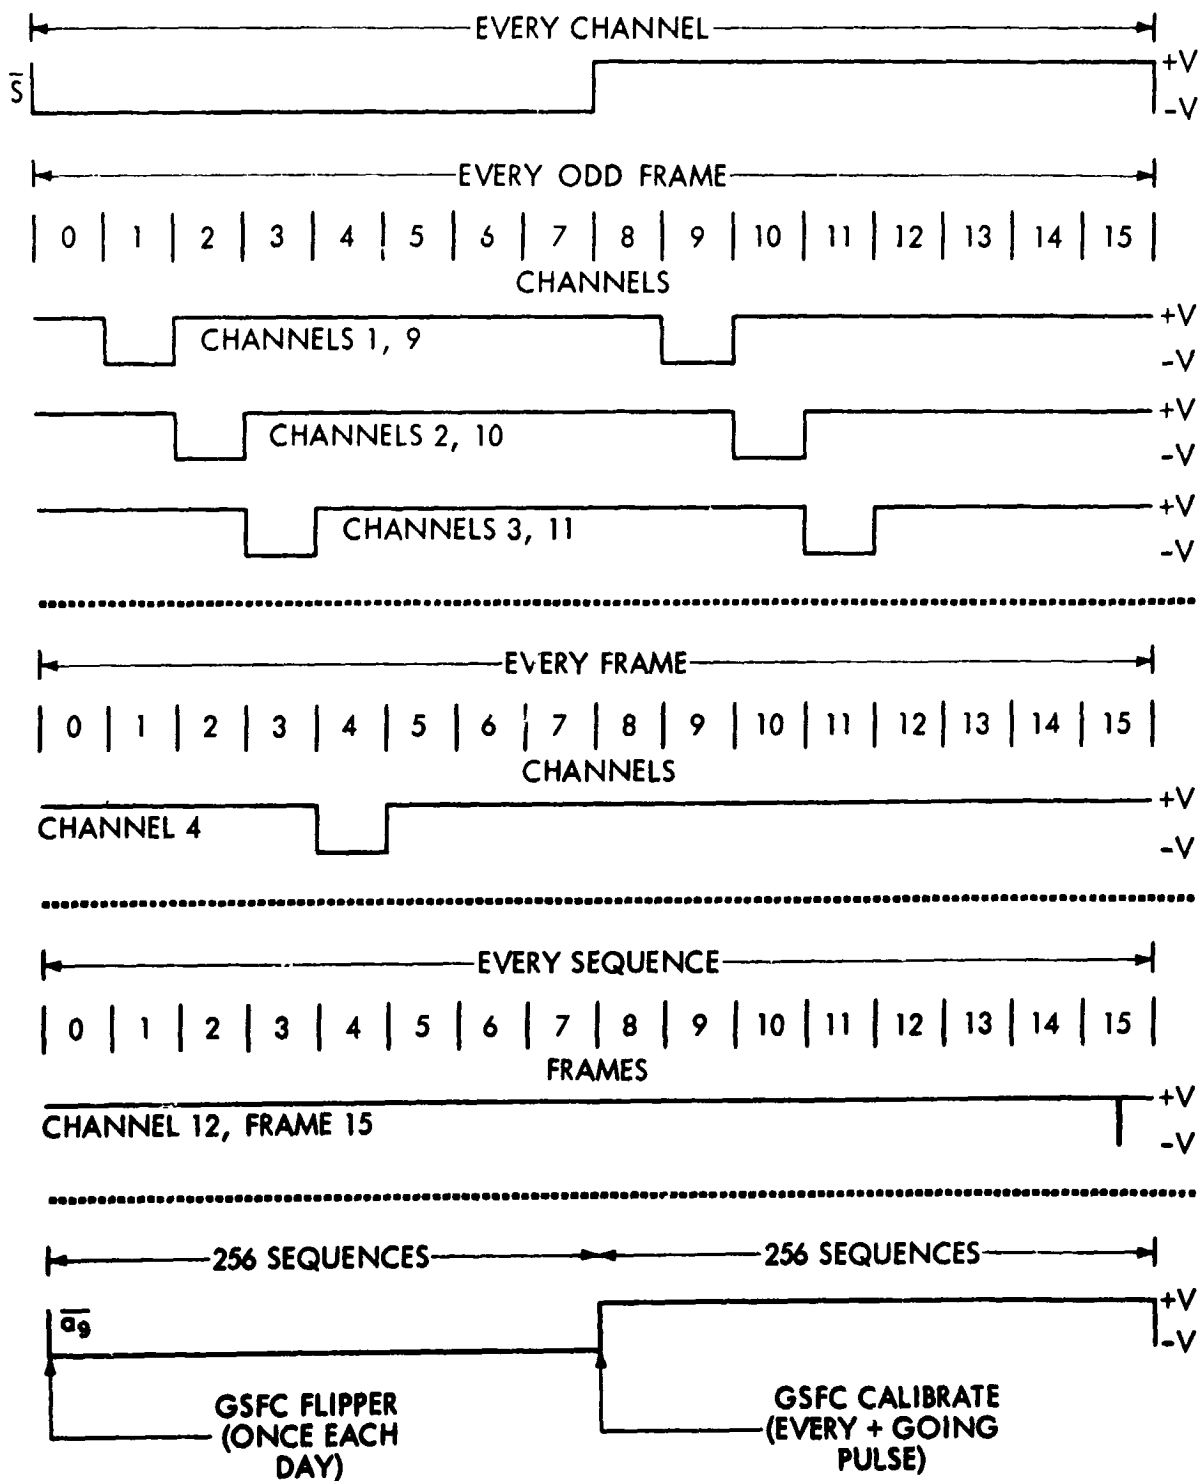 EVERY CHANNEL
S̅ +V
-V
EVERY ODD FRAME
0 1 2 3 4 5 6 7 8 9 10 11 12 13 14 15
CHANNELS
CHANNELS 1, 9 +V
-V
CHANNELS 2, 10 +V
-V
CHANNELS 3, 11 +V
-V
EVERY FRAME
0 1 2 3 4 5 6 7 8 9 10 11 12 13 14 15
CHANNELS
CHANNEL 4 +V
-V
EVERY SEQUENCE
0 1 2 3 4 5 6 7 8 9 10 11 12 13 14 15
FRAMES
CHANNEL 12, FRAME 15 +V
-V
256 SEQUENCES 256 SEQUENCES
a̅₉̅ +V
-V
GSFC FLIPPER
(ONCE EACH
DAY)
GSFC CALIBRATE
(EVERY + GOING
PULSE)